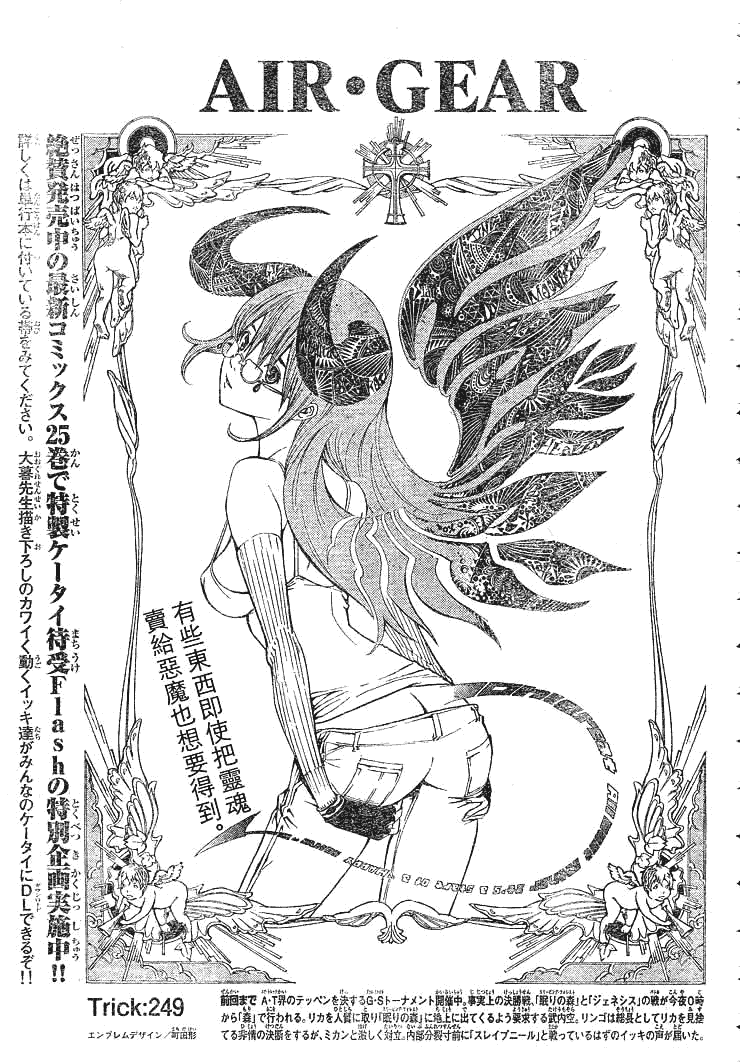 AIR・GEAR
絶賛発売中の最新コミックス25巻で特製ケータイ待受Flashの特別企画実施中!!
詳しくは単行本に付いている帯をみてください。大暮先生描き下ろしのカワイく動くイッキ達がみんなのケータイにDLできるぞ!!
有些東西即使把靈魂
賣給惡魔也想要得到。
Trick:249
エンブレムデザイン/町田形
前回まで A・T界のテッペンを決するG・Sトーナメント開催中。事実上の決勝戦、「眠りの森」と「ジェネシス」の戦が今夜0時
から「森」で行われる。リカを人質に取り「眠りの森」に地上に出てくるよう要求する武内空。リンゴは総長としてリカを見捨
てる非情の決断をするが、ミカンと激しく対立。内部分裂寸前に「スレイプニール」と戦っているはずのイッキの声が届いた。